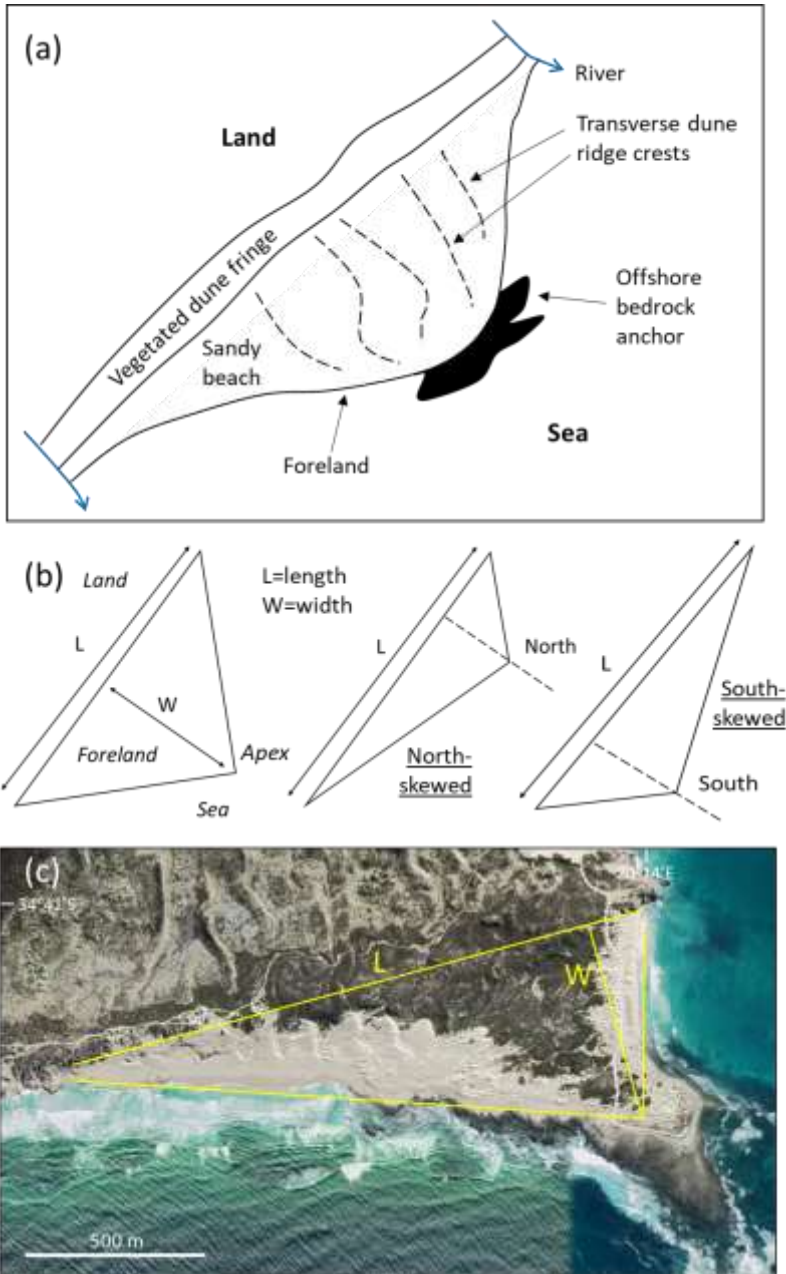 (a)
River
Transverse dune
ridge crests
Land
Vegetated dune fringe
Offshore
bedrock
anchor
Sandy
beach
Sea
Foreland
(b)
Land
L=length
W=width
L
W
Foreland
Apex
Sea
L
North
North-
skewed
L
South-
skewed
South
(c)
34°42'S
L
W
500 m